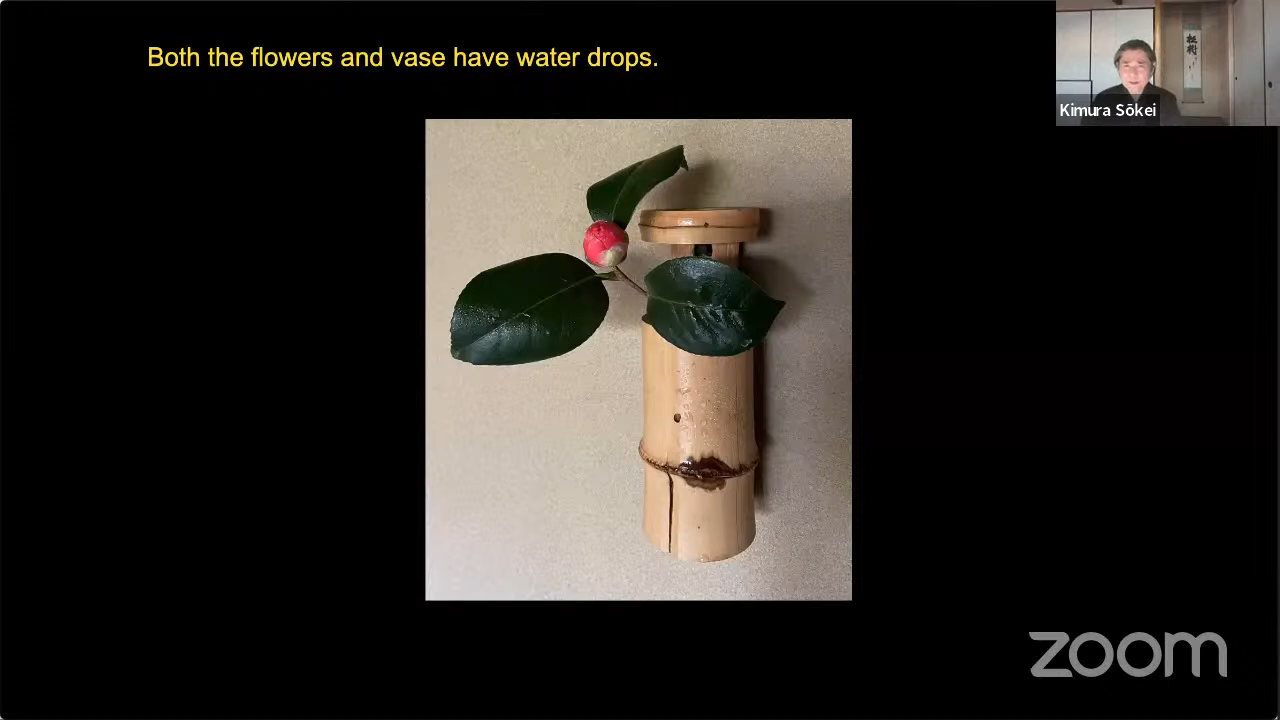 Both the flowers and vase have water drops.
Kimura Sōkei
zoom